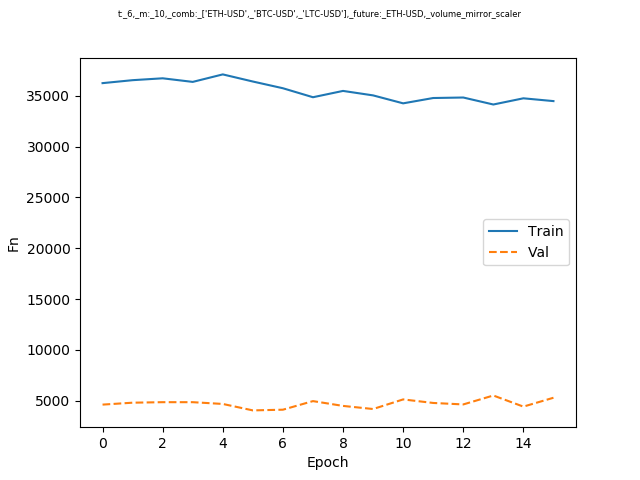 t:_6,_m:_10,_comb:_['ETH-USD',_'BTC-USD',_'LTC-USD'],_future:_ETH-USD,_volume_mirror_scaler
35000
30000
25000
20000
15000
10000
5000
Fn
Train
Val
0 2 4 6 8 10 12 14
Epoch